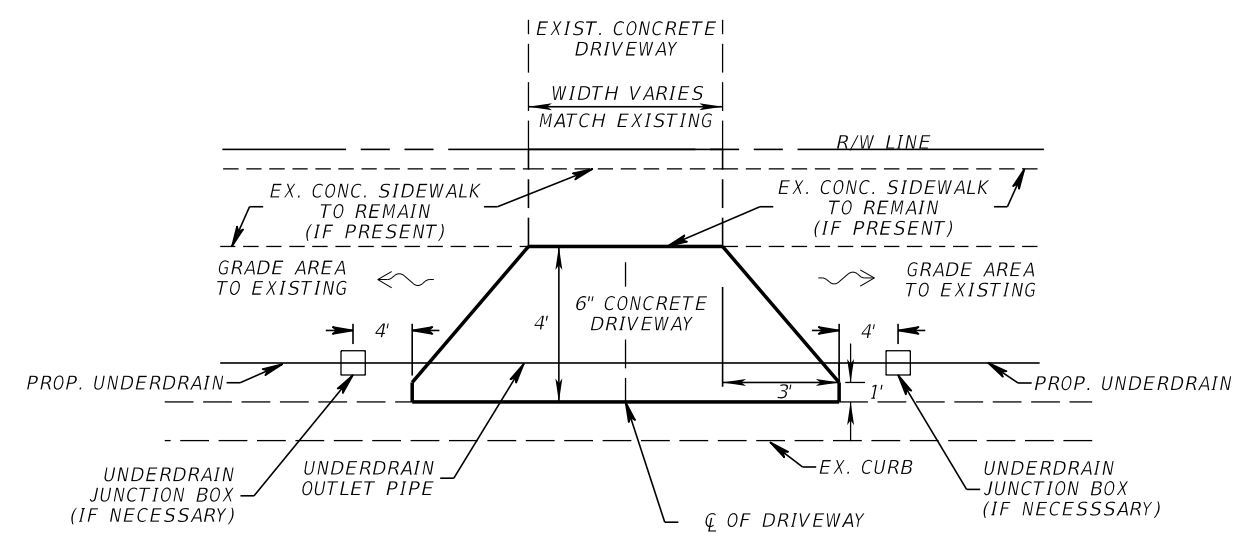 EXIST. CONCRETE
DRIVEWAY
WIDTH VARIES
MATCH EXISTING
R/W LINE
EX. CONC. SIDEWALK
TO REMAIN
(IF PRESENT)
EX. CONC. SIDEWALK
TO REMAIN
(IF PRESENT)
GRADE AREA
TO EXISTING
GRADE AREA
TO EXISTING
6" CONCRETE
DRIVEWAY
4'
4'
4'
PROP. UNDERDRAIN
PROP. UNDERDRAIN
3'
1'
UNDERDRAIN
JUNCTION BOX
(IF NECESSARY)
UNDERDRAIN
OUTLET PIPE
EX. CURB
UNDERDRAIN
JUNCTION BOX
(IF NECESSSARY)
℄ OF DRIVEWAY